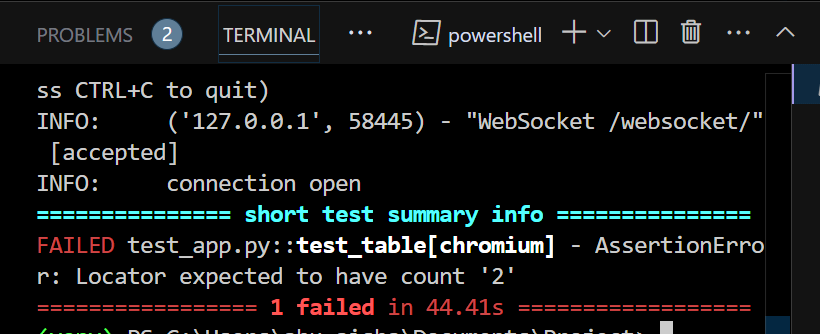 PROBLEMS 2 TERMINAL ··· powershell ···
ss CTRL+C to quit)
INFO:     ('127.0.0.1', 58445) - "WebSocket /websocket/"
 [accepted]
INFO:     connection open
=============== short test summary info ===============
FAILED test_app.py::test_table[chromium] - AssertionErro
r: Locator expected to have count '2'
================= 1 failed in 44.41s ==================